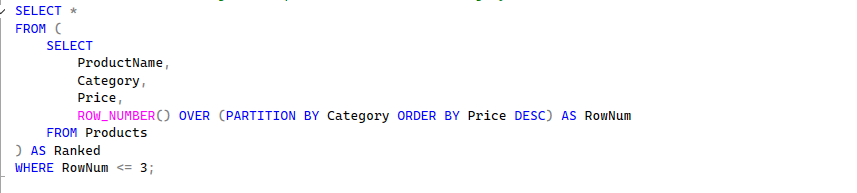 SELECT *
FROM (
    SELECT
        ProductName,
        Category,
        Price,
        ROW_NUMBER() OVER (PARTITION BY Category ORDER BY Price DESC) AS RowNum
    FROM Products
) AS Ranked
WHERE RowNum <= 3;